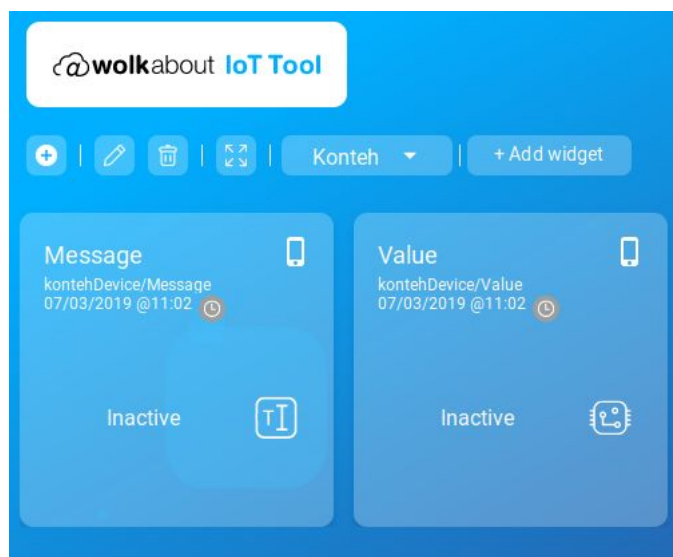 @wolkabout IoT Tool
Konteh
+ Add widget
Message
kontehDevice/Message
07/03/2019 @11:02
Inactive
T
Value
kontehDevice/Value
07/03/2019 @11:02
Inactive